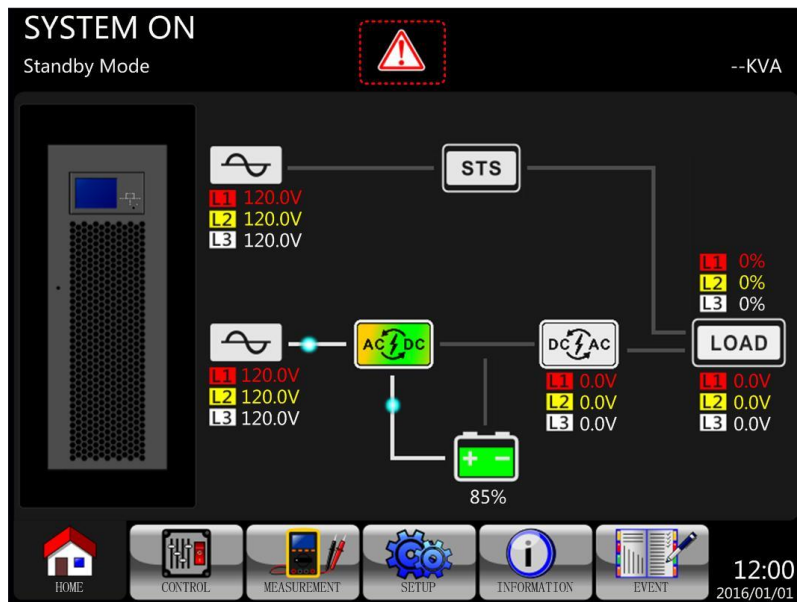 SYSTEM ON
Standby Mode
--KVA
STS
L1 120.0V
L2 120.0V
L3 120.0V
L1 0%
L2 0%
L3 0%
AC DC
DC AC
LOAD
L1 120.0V
L2 120.0V
L3 120.0V
L1 0.0V
L2 0.0V
L3 0.0V
L1 0.0V
L2 0.0V
L3 0.0V
+ −
85%
HOME
CONTROL
MEASUREMENT
SETUP
INFORMATION
EVENT
12:00
2016/01/01